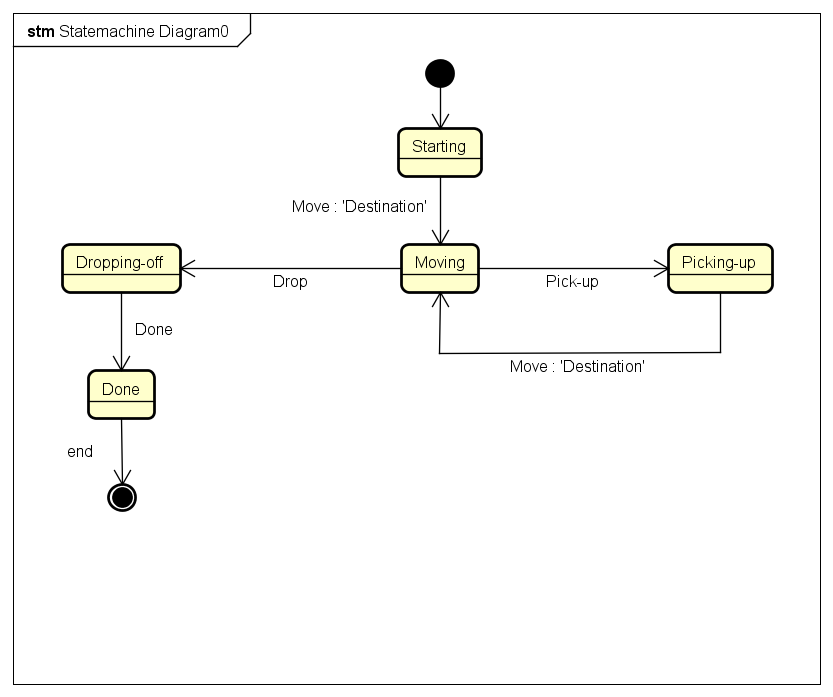 stm Statemachine Diagram0
Starting
Move : 'Destination'
Dropping-off
Moving
Picking-up
Drop
Pick-up
Done
Move : 'Destination'
Done
end